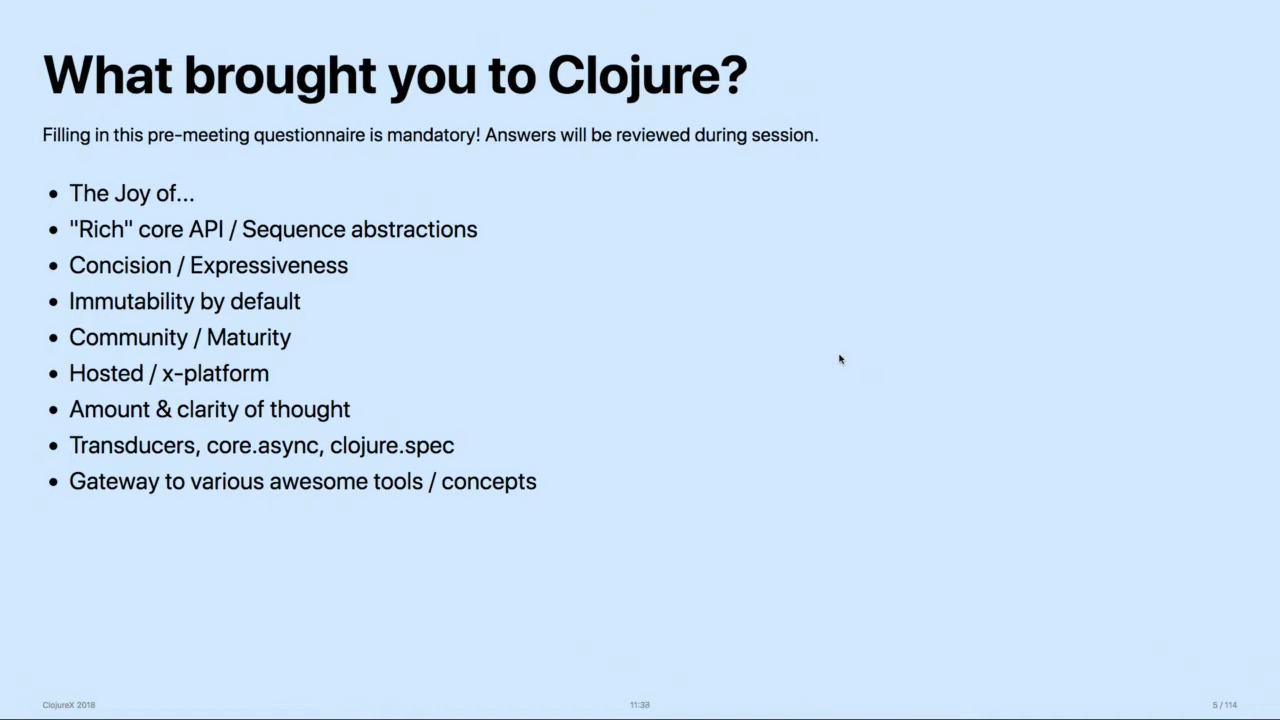 What brought you to Clojure?
Filling in this pre-meeting questionnaire is mandatory! Answers will be reviewed during session.
• The Joy of...
• "Rich" core API / Sequence abstractions
• Concision / Expressiveness
• Immutability by default
• Community / Maturity
• Hosted / x-platform
• Amount & clarity of thought
• Transducers, core.async, clojure.spec
• Gateway to various awesome tools / concepts
ClojureX 2018
5 / 114